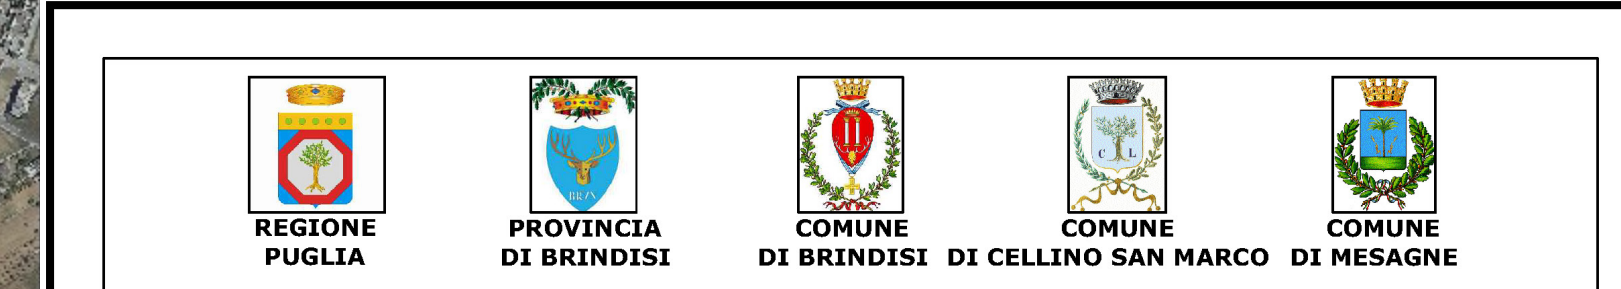 REGIONE
PUGLIA
PROVINCIA
DI BRINDISI
COMUNE
DI BRINDISI
C L
COMUNE
DI CELLINO SAN MARCO
COMUNE
DI MESAGNE